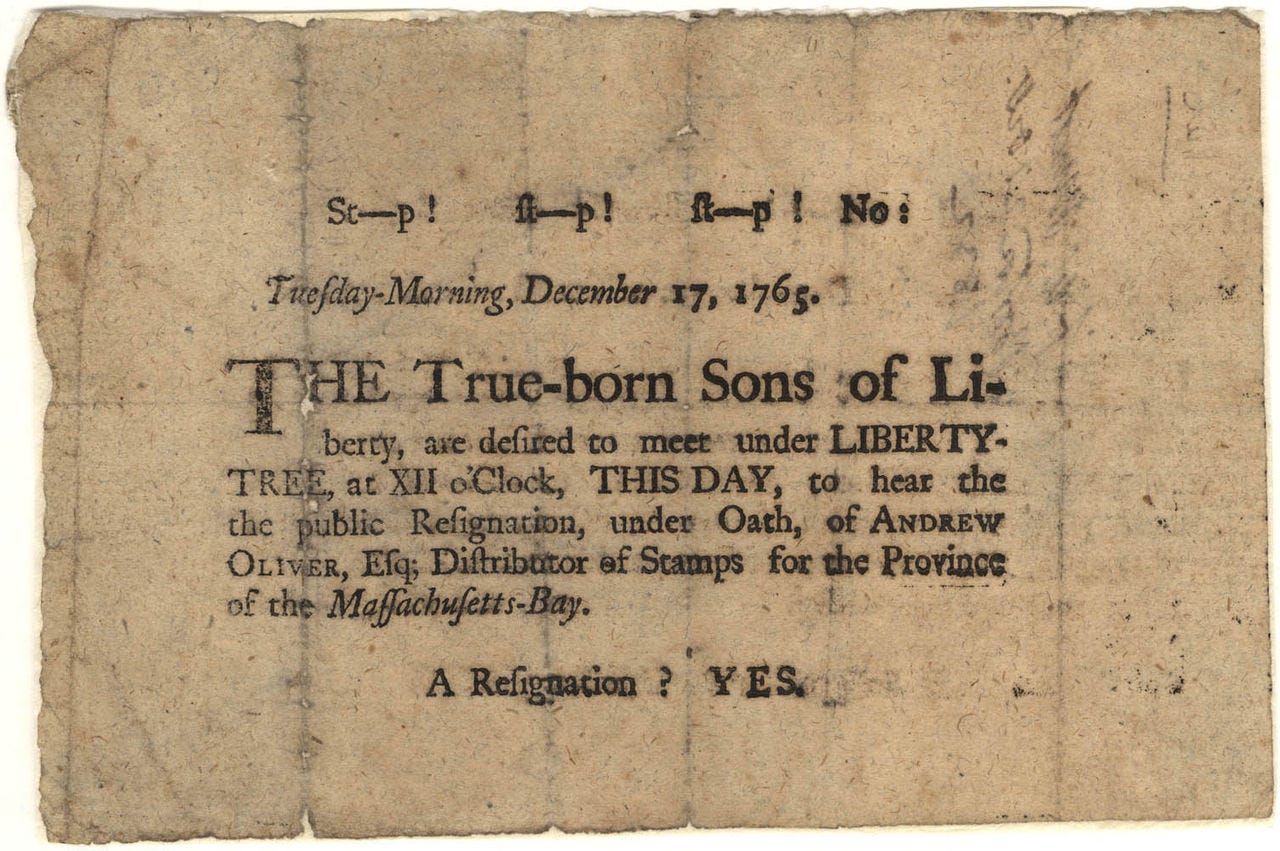 St—p! ſt—p! ſt—p! No:
Tueſday-Morning, December 17, 1765.
THE True-born Sons of Li-
berty, are deſired to meet under LIBERTY-
TREE, at XII o'Clock, THIS DAY, to hear the
the public Reſignation, under Oath, of ANDREW
OLIVER, Eſq; Diſtributor of Stamps for the Province
of the Maſſachuſetts-Bay.
A Reſignation ? YES.